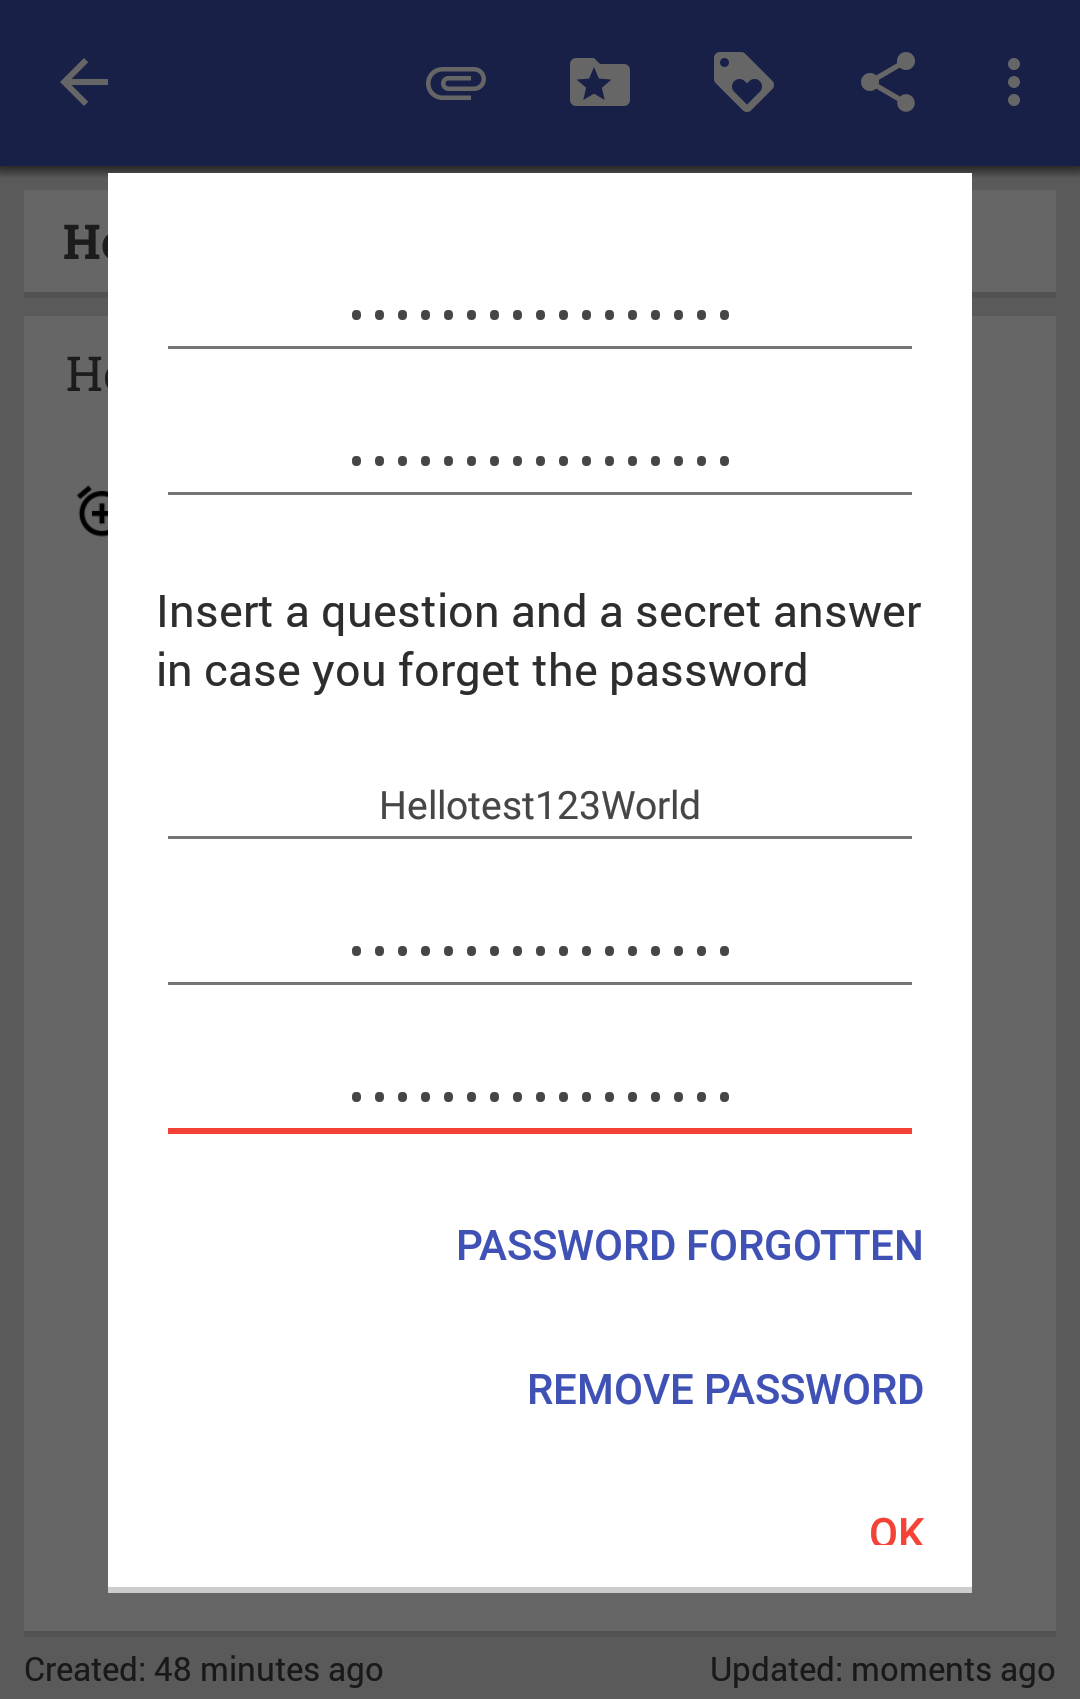 .................
.................
Insert a question and a secret answer
in case you forget the password
Hellotest123World
.................
.................
PASSWORD FORGOTTEN
REMOVE PASSWORD
OK
Created: 48 minutes ago
Updated: moments ago